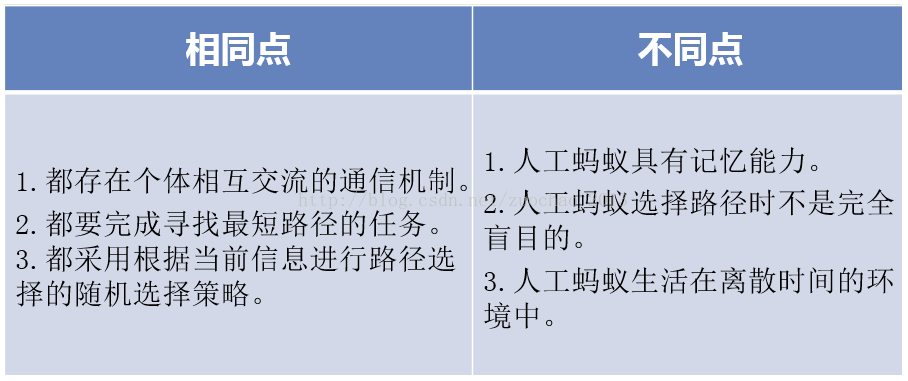 相同点
不同点
1.都存在个体相互交流的通信机制。
2.都要完成寻找最短路径的任务。
3.都采用根据当前信息进行路径选
择的随机选择策略。
1.人工蚂蚁具有记忆能力。
2.人工蚂蚁选择路径时不是完全
盲目的。
3.人工蚂蚁生活在离散时间的环
境中。